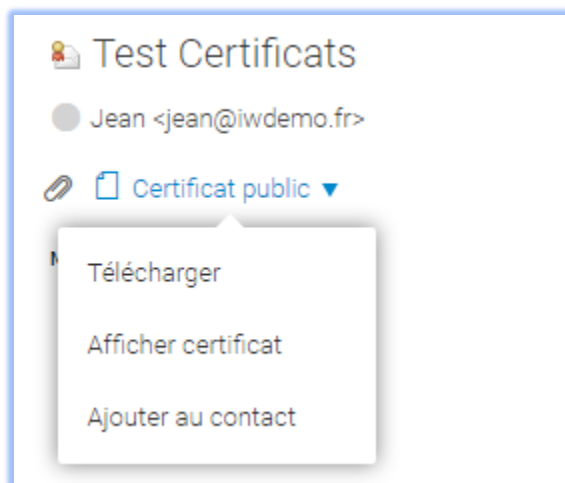 Test Certificats
Jean <jean@iwdemo.fr>
Certificat public
Télécharger
Afficher certificat
Ajouter au contact